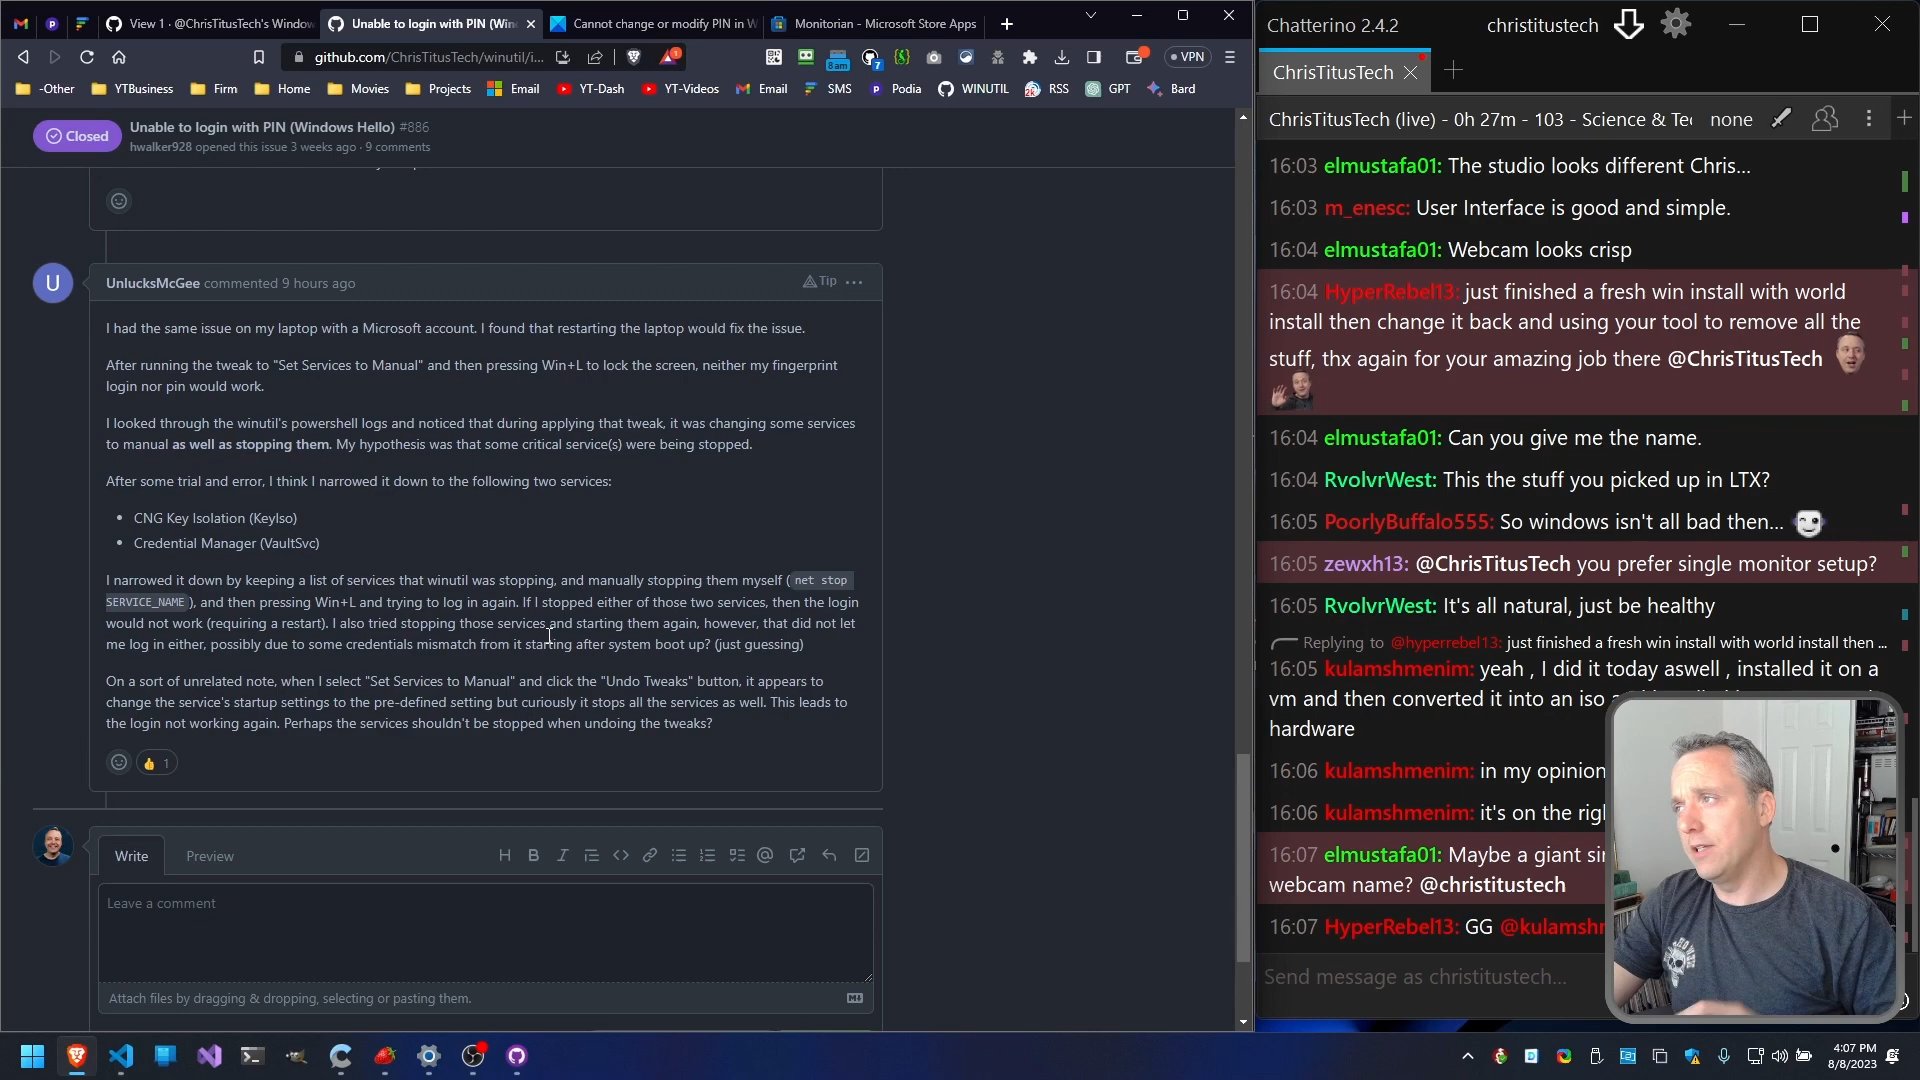 View 1 · @ChrisTitusTech's Window
Unable to login with PIN (Win
Cannot change or modify PIN in W
Monitorian - Microsoft Store Apps
github.com/ChrisTitusTech/winutil/i...
1
8am
7
VPN
-Other
YTBusiness
Firm
Home
Movies
Projects
Email
YT-Dash
YT-Videos
Email
SMS
Podia
WINUTIL
RSS
GPT
Bard
Closed
Unable to login with PIN (Windows Hello) #886
hwalker928 opened this issue 3 weeks ago · 9 comments
U
UnlucksMcGee commented 9 hours ago
Tip
I had the same issue on my laptop with a Microsoft account. I found that restarting the laptop would fix the issue.
After running the tweak to "Set Services to Manual" and then pressing Win+L to lock the screen, neither my fingerprint
login nor pin would work.
I looked through the winutil's powershell logs and noticed that during applying that tweak, it was changing some services
to manual as well as stopping them. My hypothesis was that some critical service(s) were being stopped.
After some trial and error, I think I narrowed it down to the following two services:
• CNG Key Isolation (KeyIso)
• Credential Manager (VaultSvc)
I narrowed it down by keeping a list of services that winutil was stopping, and manually stopping them myself ( net stop
SERVICE_NAME ), and then pressing Win+L and trying to log in again. If I stopped either of those two services, then the login
would not work (requiring a restart). I also tried stopping those services and starting them again, however, that did not let
me log in either, possibly due to some credentials mismatch from it starting after system boot up? (just guessing)
On a sort of unrelated note, when I select "Set Services to Manual" and click the "Undo Tweaks" button, it appears to
change the service's startup settings to the pre-defined setting but curiously it stops all the services as well. This leads to
the login not working again. Perhaps the services shouldn't be stopped when undoing the tweaks?
1
Write
Preview
Leave a comment
Attach files by dragging & dropping, selecting or pasting them.
Chatterino 2.4.2
christitustech
ChrisTitusTech
ChrisTitusTech (live) - 0h 27m - 103 - Science & Tec
none
16:03 elmustafa01: The studio looks different Chris...
16:03 m_enesc: User Interface is good and simple.
16:04 elmustafa01: Webcam looks crisp
16:04 HyperRebel13: just finished a fresh win install with world
install then change it back and using your tool to remove all the
stuff, thx again for your amazing job there @ChrisTitusTech
16:04 elmustafa01: Can you give me the name.
16:04 RvolvrWest: This the stuff you picked up in LTX?
16:05 PoorlyBuffalo555: So windows isn't all bad then...
16:05 zewxh13: @ChrisTitusTech you prefer single monitor setup?
16:05 RvolvrWest: It's all natural, just be healthy
Replying to @hyperrebel13: just finished a fresh win install with world install then ...
16:05 kulamshmenim: yeah , I did it today aswell , installed it on a
vm and then converted it into an iso
hardware
16:06 kulamshmenim: in my opinion
16:06 kulamshmenim: it's on the rig
16:07 elmustafa01: Maybe a giant sin
webcam name? @christitustech
16:07 HyperRebel13: GG @kulamshm
Send message as christitustech...
4:07 PM
8/8/2023